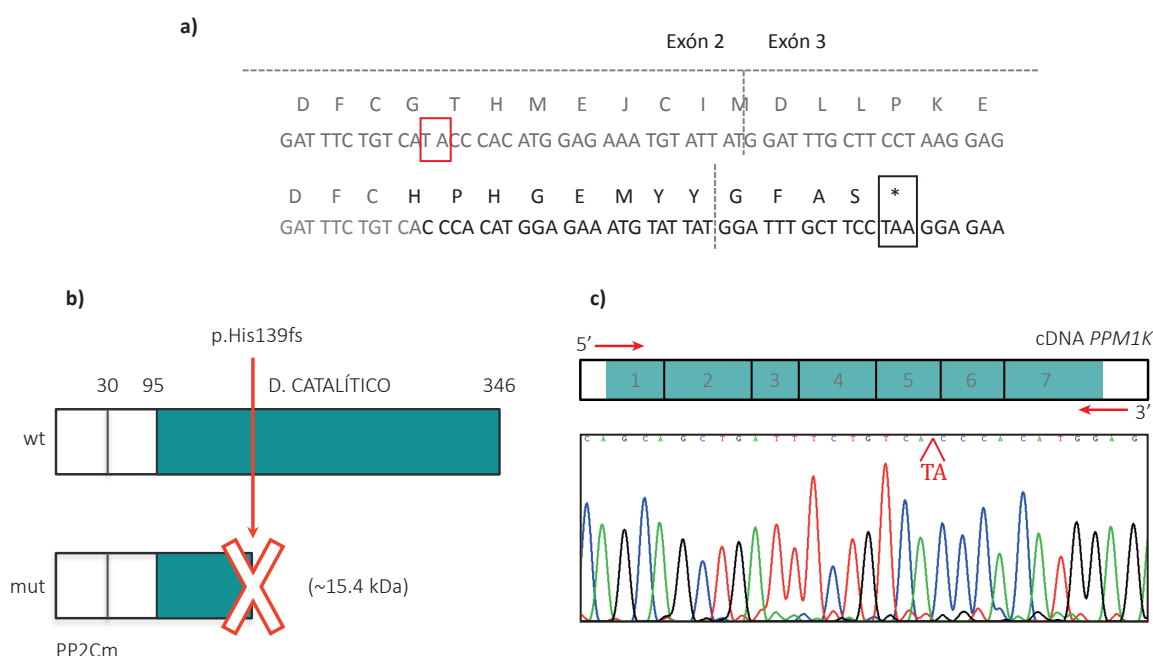 a)
Exón 2 Exón 3
D F C G T H M E J C I M D L L P K E
GAT TTC TGT CATA CC CAC ATG GAG AAA TGT ATT ATG GAT TTG CTT CCT AAG GAG
D F C H P H G E M Y Y G F A S *
GAT TTC TGT CAC CCA CAT GGA GAA ATG TAT TAT GGA TTT GCT TCC TAA GGA GAA
b)
p.His139fs
30 95 D. CATALÍTICO 346
wt
mut (~15.4 kDa)
PP2Cm
c)
5’ cDNA PPM1K
1 2 3 4 5 6 7
3’
C A G C A G C T G A T T T C T G T C A C C C A C A T G G A G
TA